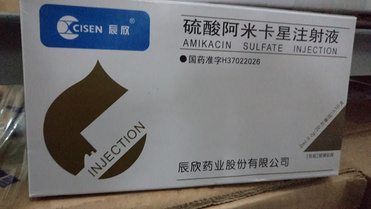 CISEN 辰欣
硫酸阿米卡星注射液
AMIKACIN SULFATE INJECTION
国药准字H37022026
INJECTION
辰欣药业股份有限公司